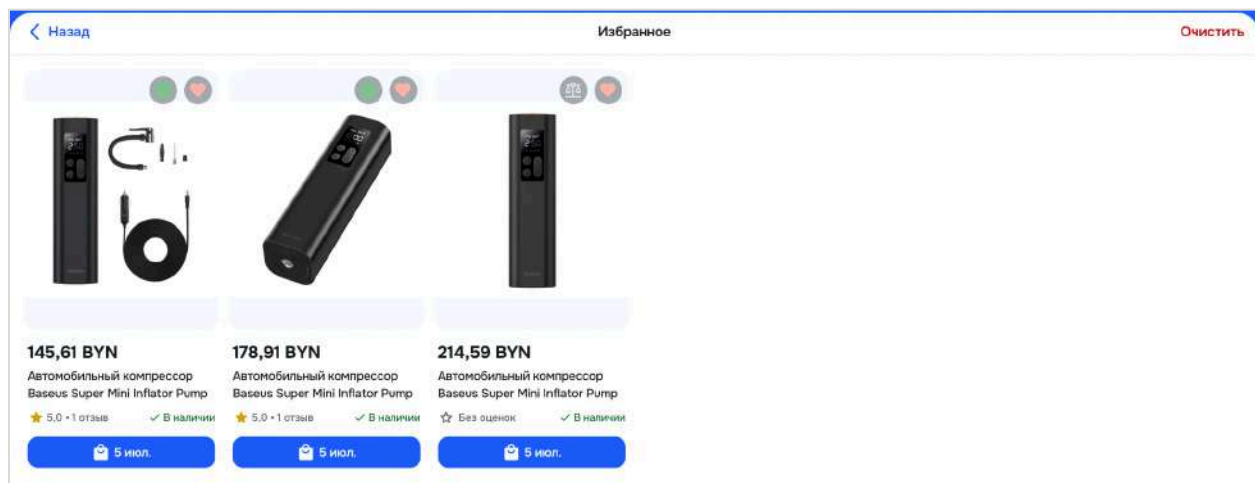 Назад
Избранное
Очистить
145,61 BYN
Автомобильный компрессор
Baseus Super Mini Inflator Pump
5,0 • 1 отзыв
В наличии
5 июл.
178,91 BYN
Автомобильный компрессор
Baseus Super Mini Inflator Pump
5,0 • 1 отзыв
В наличии
5 июл.
214,59 BYN
Автомобильный компрессор
Baseus Super Mini Inflator Pump
Без оценок
В наличии
5 июл.